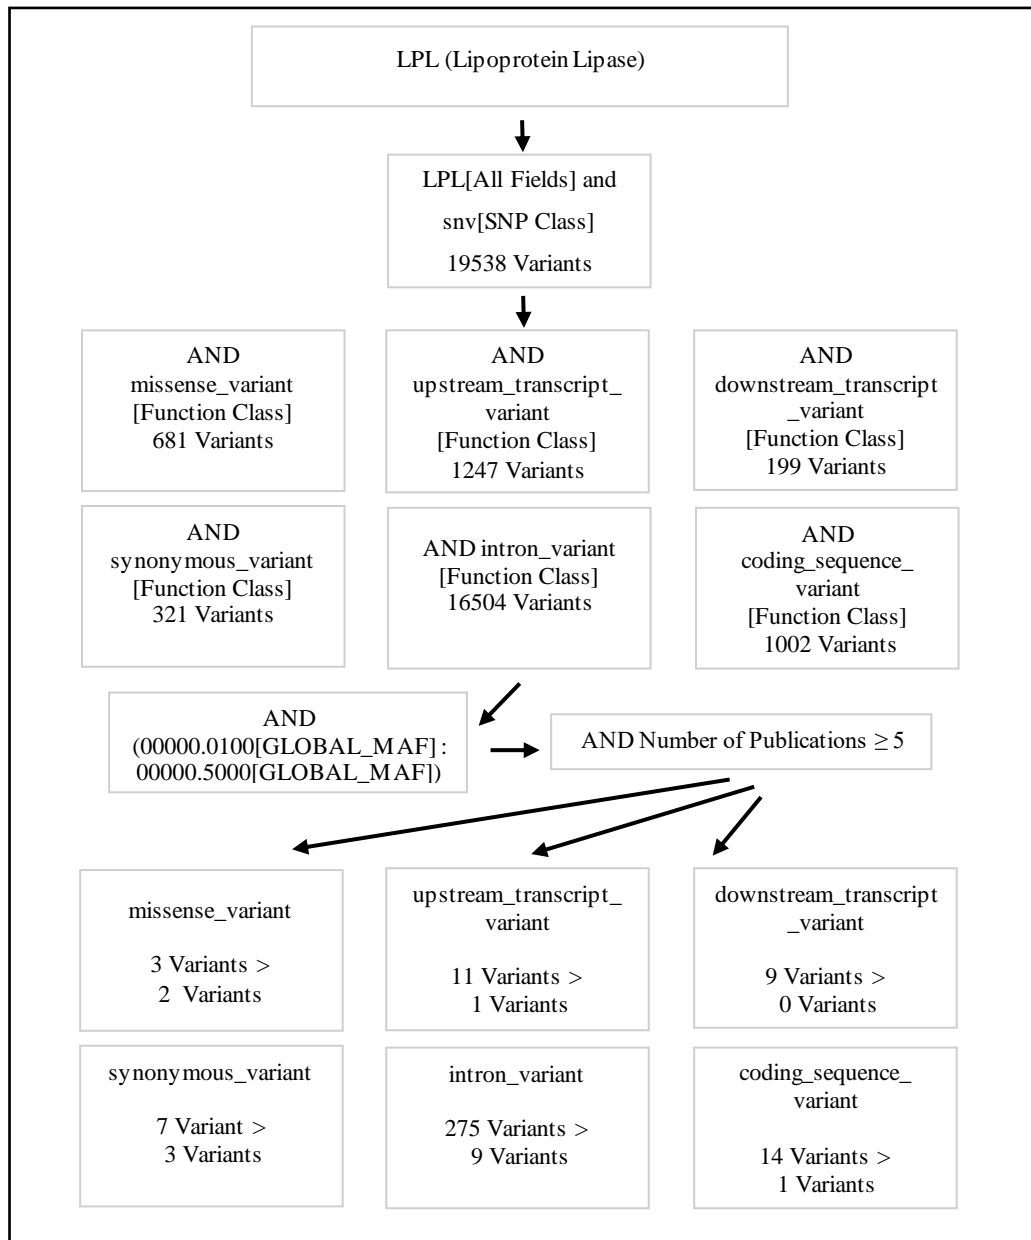 LPL (Lipoprotein Lipase)
LPL[All Fields] and
snv[SNP Class]
19538 Variants
AND
missense_variant
[Function Class]
681 Variants
AND
upstream_transcript_
variant
[Function Class]
1247 Variants
AND
downstream_transcript
_variant
[Function Class]
199 Variants
AND
synonymous_variant
[Function Class]
321 Variants
AND intron_variant
[Function Class]
16504 Variants
AND
coding_sequence_
variant
[Function Class]
1002 Variants
AND
(00000.0100[GLOBAL_MAF] :
00000.5000[GLOBAL_MAF])
AND Number of Publications ≥ 5
missense_variant
3 Variants >
2 Variants
upstream_transcript_
variant
11 Variants >
1 Variants
downstream_transcript
_variant
9 Variants >
0 Variants
synonymous_variant
7 Variant >
3 Variants
intron_variant
275 Variants >
9 Variants
coding_sequence_
variant
14 Variants >
1 Variants